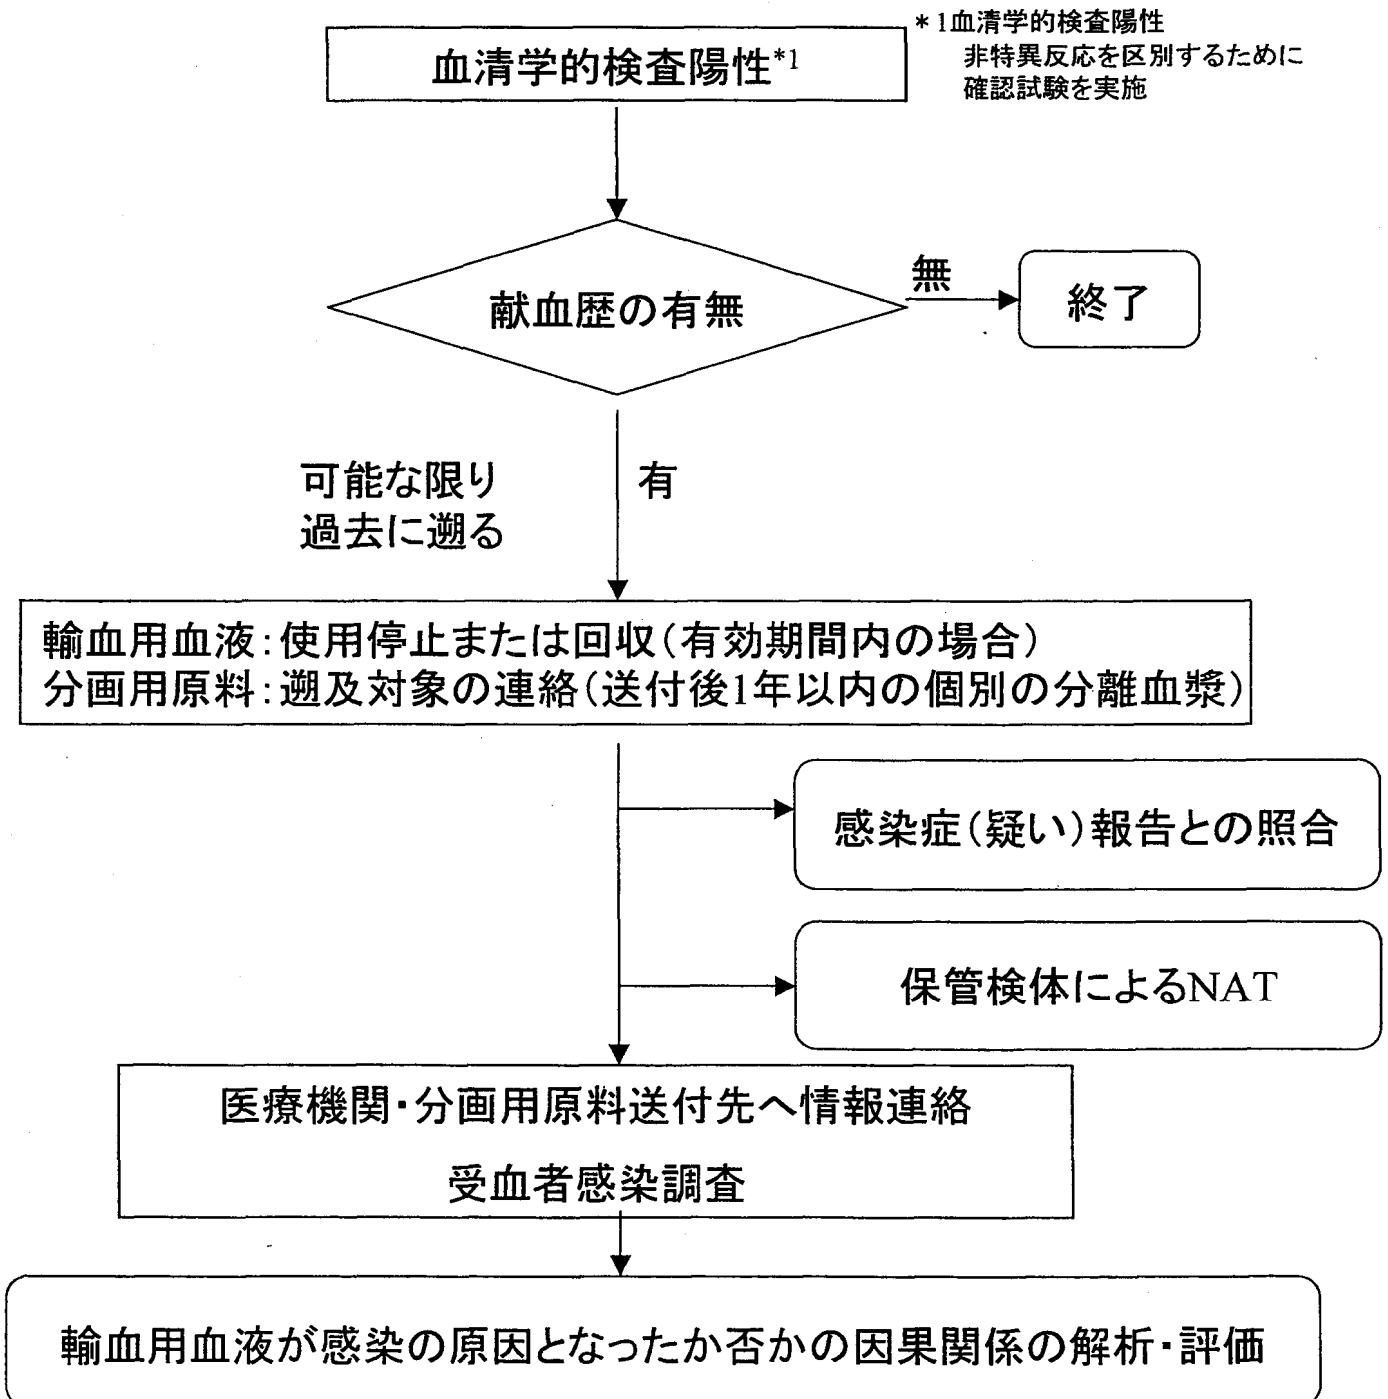 血清学的検査陽性*1
*1血清学的検査陽性
非特異反応を区別するために
確認試験を実施
献血歴の有無
無
終了
可能な限り
過去に遡る
有
輸血用血液:使用停止または回収(有効期間内の場合)
分画用原料:遡及対象の連絡(送付後1年以内の個別の分離血漿)
感染症(疑い)報告との照合
保管検体によるNAT
医療機関・分画用原料送付先へ情報連絡
受血者感染調査
輸血用血液が感染の原因となったか否かの因果関係の解析・評価